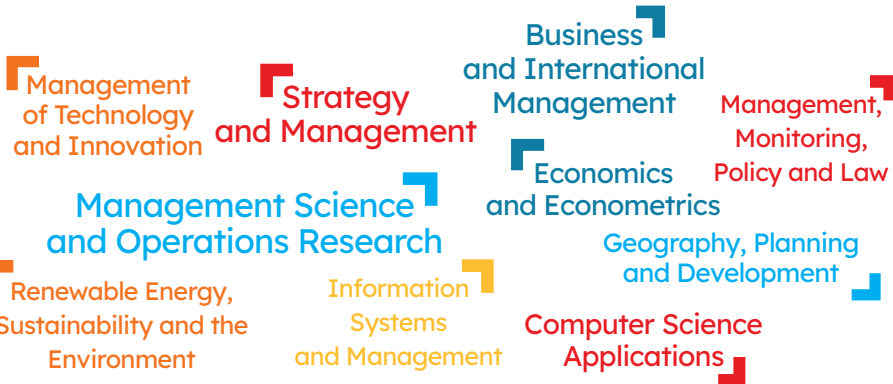 Business
and International
Management
Management
of Technology
and Innovation
Strategy
and Management
Management,
Monitoring,
Policy and Law
Economics
and Econometrics
Management Science
and Operations Research
Geography, Planning
and Development
Renewable Energy,
Sustainability and the
Environment
Information
Systems
and Management
Computer Science
Applications